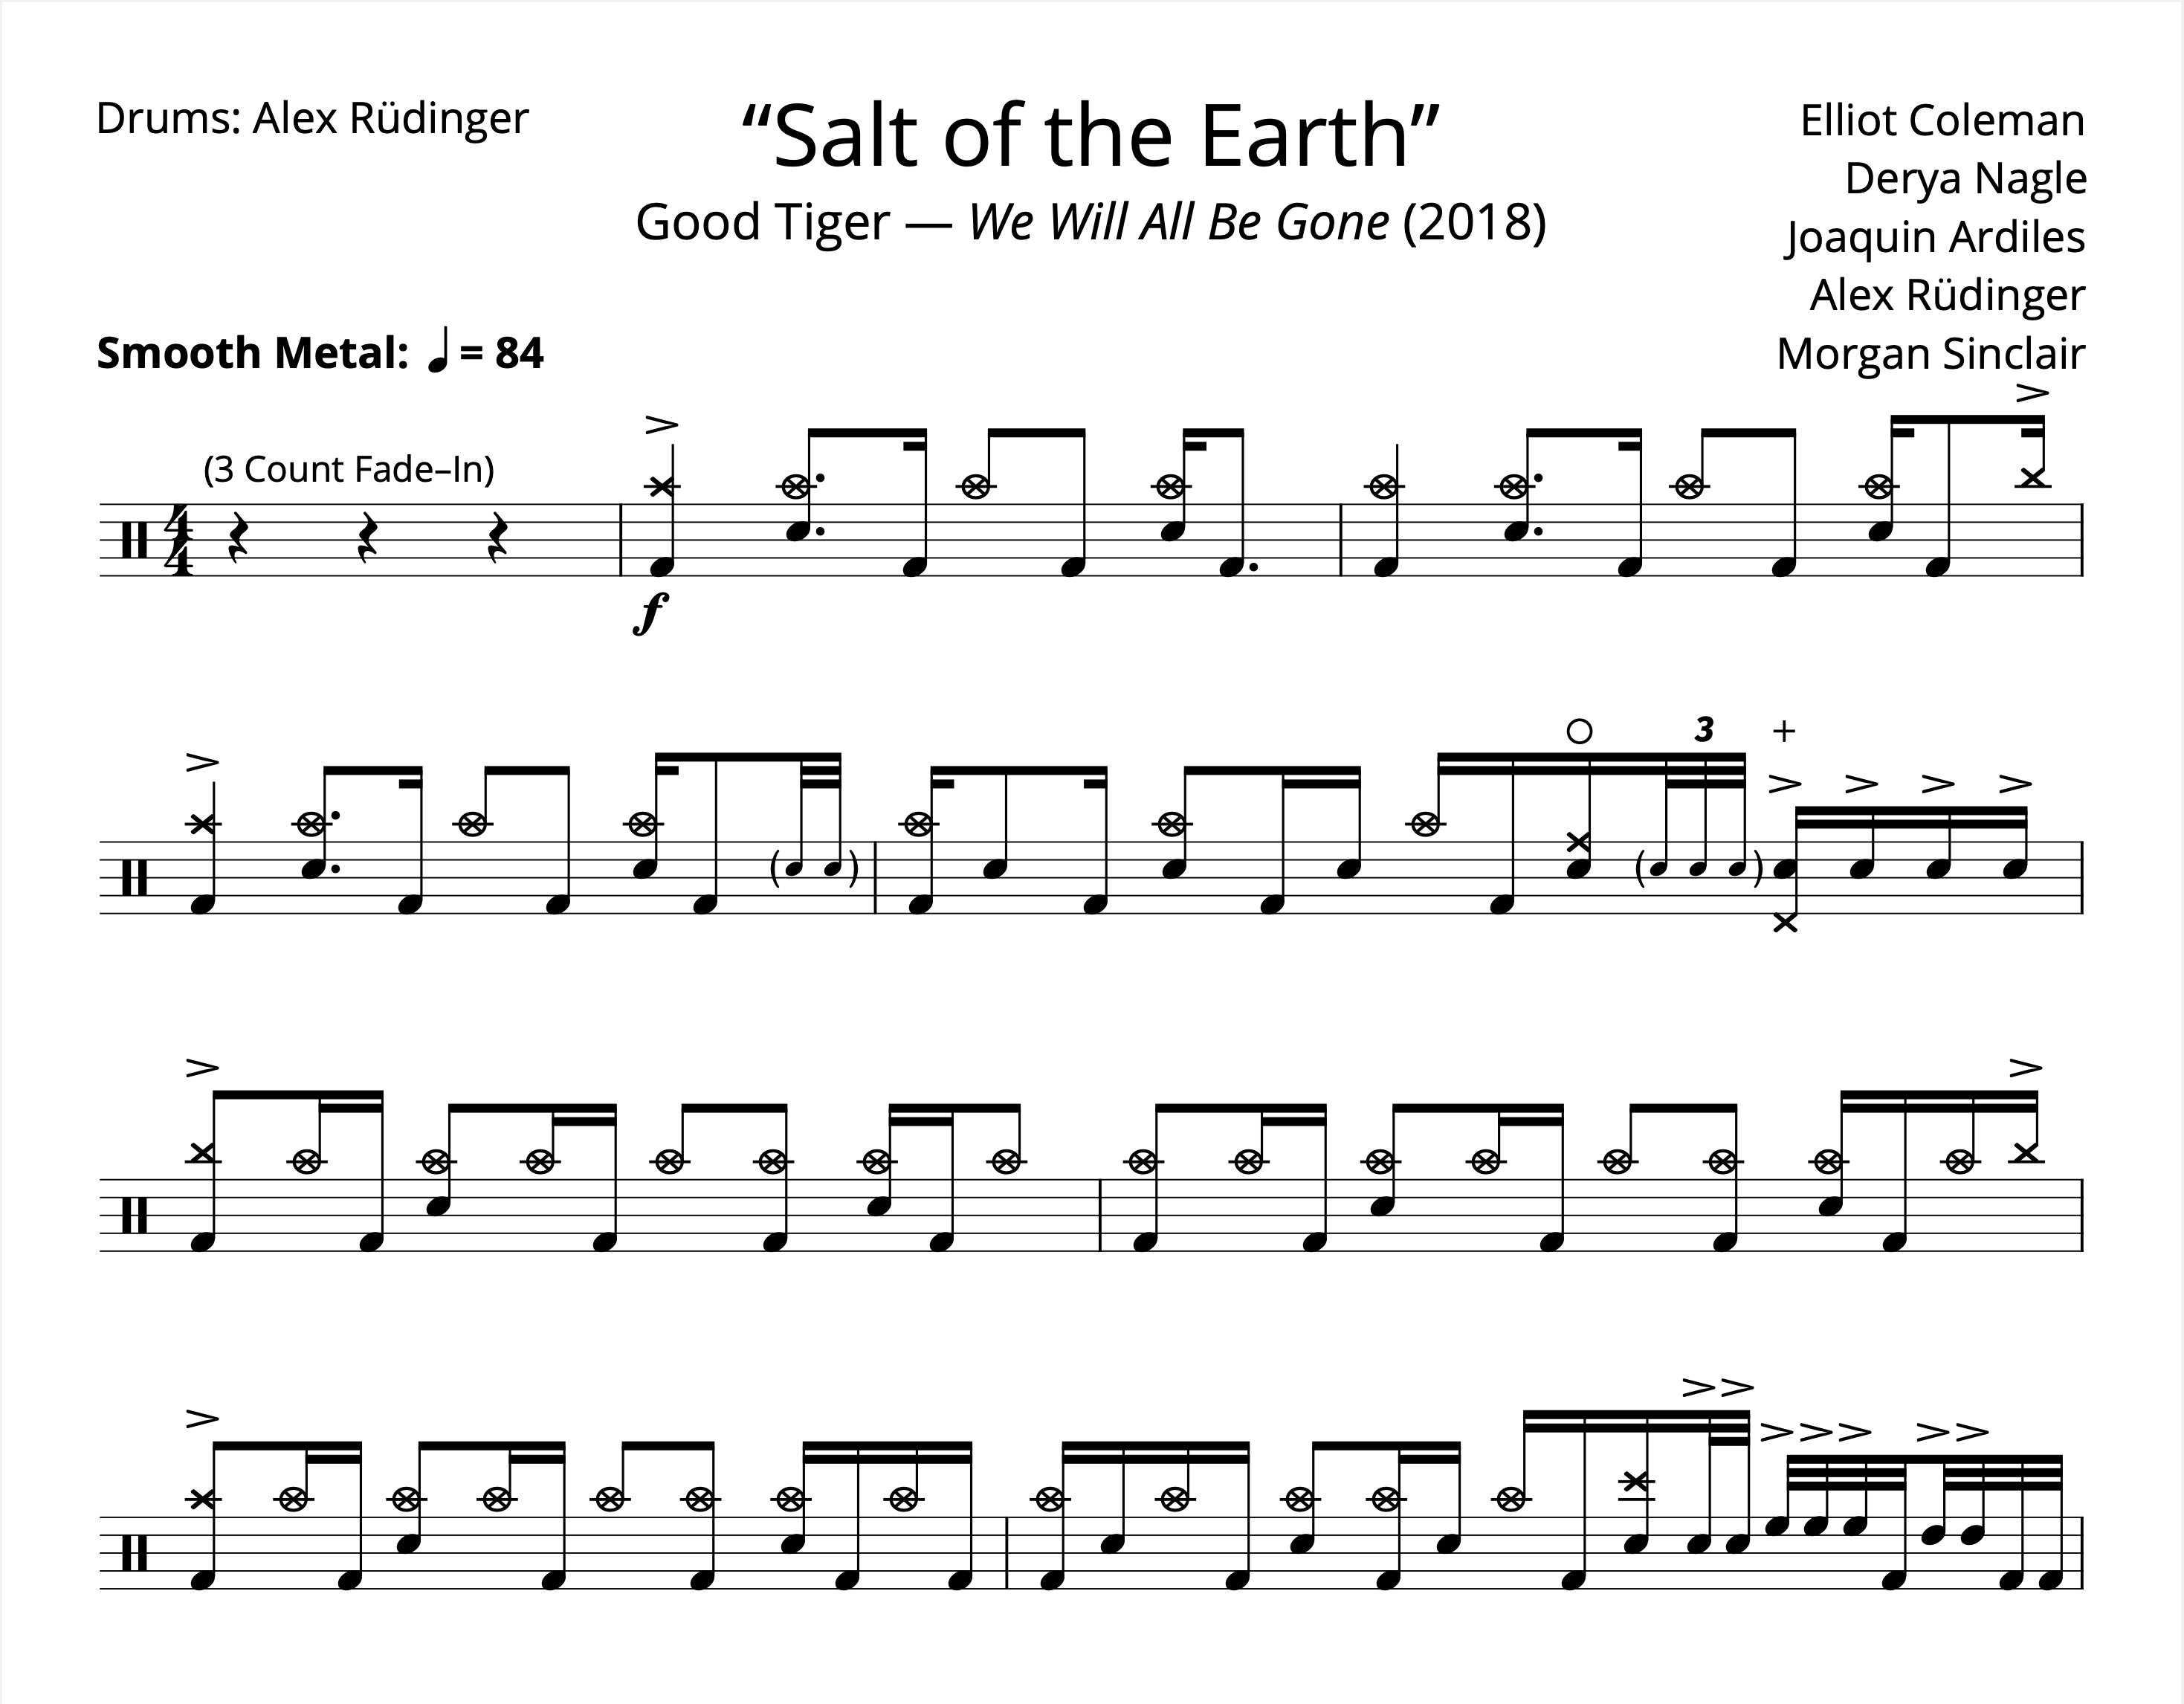 Drums: Alex Rüdinger
“Salt of the Earth”
Good Tiger — We Will All Be Gone (2018)
Elliot Coleman
Derya Nagle
Joaquin Ardiles
Alex Rüdinger
Morgan Sinclair
Smooth Metal: ♩ = 84
(3 Count Fade–In)
4
4
f
3